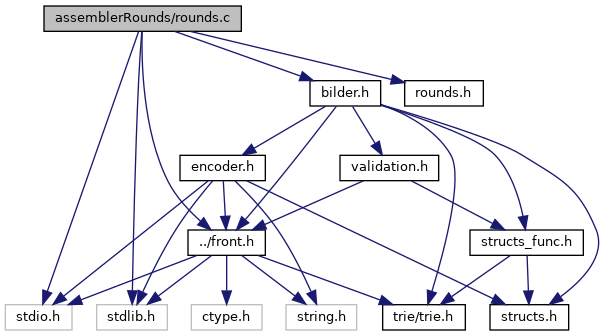 assemblerRounds/rounds.c
bilder.h
rounds.h
encoder.h
validation.h
../front.h
structs_func.h
stdio.h
stdlib.h
ctype.h
string.h
trie/trie.h
structs.h